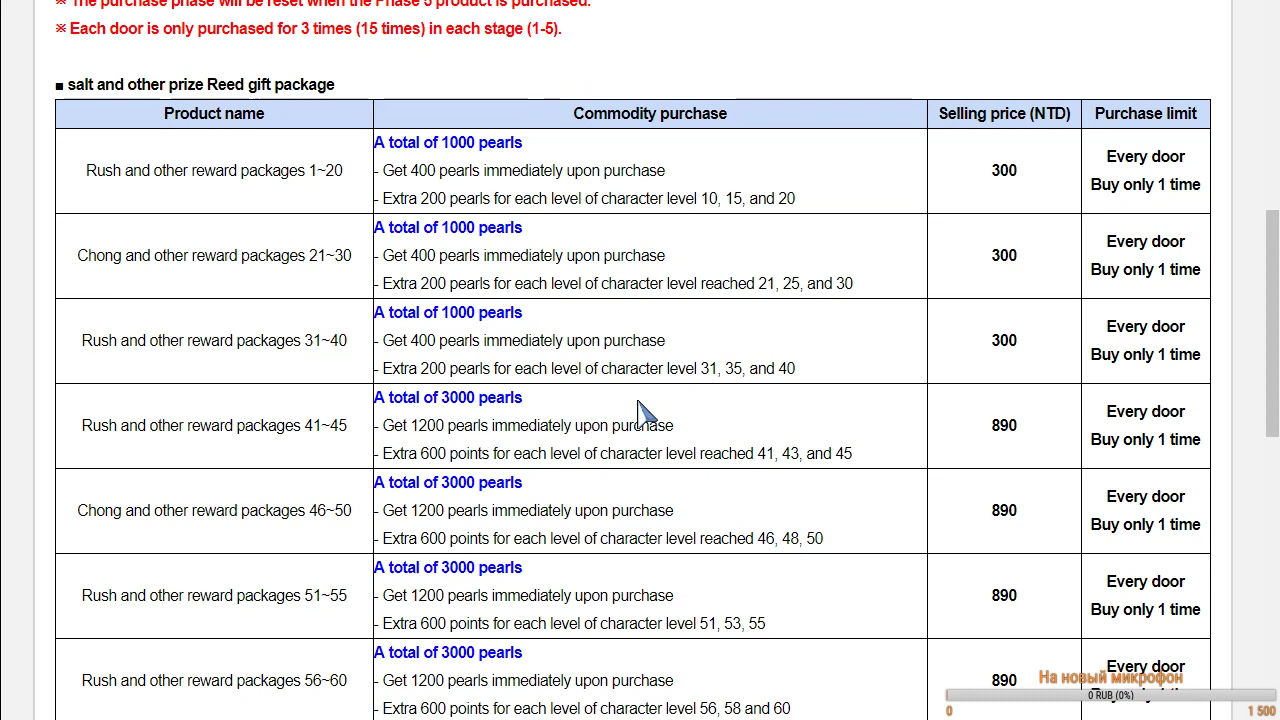 ※ The purchase phase will be reset when the Phase 5 product is purchased.
※ Each door is only purchased for 3 times (15 times) in each stage (1-5).
■ salt and other prize Reed gift package
Product name Commodity purchase Selling price (NTD) Purchase limit
Rush and other reward packages 1~20
A total of 1000 pearls
- Get 400 pearls immediately upon purchase
- Extra 200 pearls for each level of character level 10, 15, and 20
300
Every door
Buy only 1 time
Chong and other reward packages 21~30
A total of 1000 pearls
- Get 400 pearls immediately upon purchase
- Extra 200 pearls for each level of character level reached 21, 25, and 30
300
Every door
Buy only 1 time
Rush and other reward packages 31~40
A total of 1000 pearls
- Get 400 pearls immediately upon purchase
- Extra 200 pearls for each level of character level 31, 35, and 40
300
Every door
Buy only 1 time
Rush and other reward packages 41~45
A total of 3000 pearls
- Get 1200 pearls immediately upon purchase
- Extra 600 points for each level of character level reached 41, 43, and 45
890
Every door
Buy only 1 time
Chong and other reward packages 46~50
A total of 3000 pearls
- Get 1200 pearls immediately upon purchase
- Extra 600 points for each level of character level reached 46, 48, 50
890
Every door
Buy only 1 time
Rush and other reward packages 51~55
A total of 3000 pearls
- Get 1200 pearls immediately upon purchase
- Extra 600 points for each level of character level 51, 53, 55
890
Every door
Buy only 1 time
Rush and other reward packages 56~60
A total of 3000 pearls
- Get 1200 pearls immediately upon purchase
- Extra 600 points for each level of character level 56, 58 and 60
890
Every door
На новый микрофон
0 RUB (0%)
0 1 500